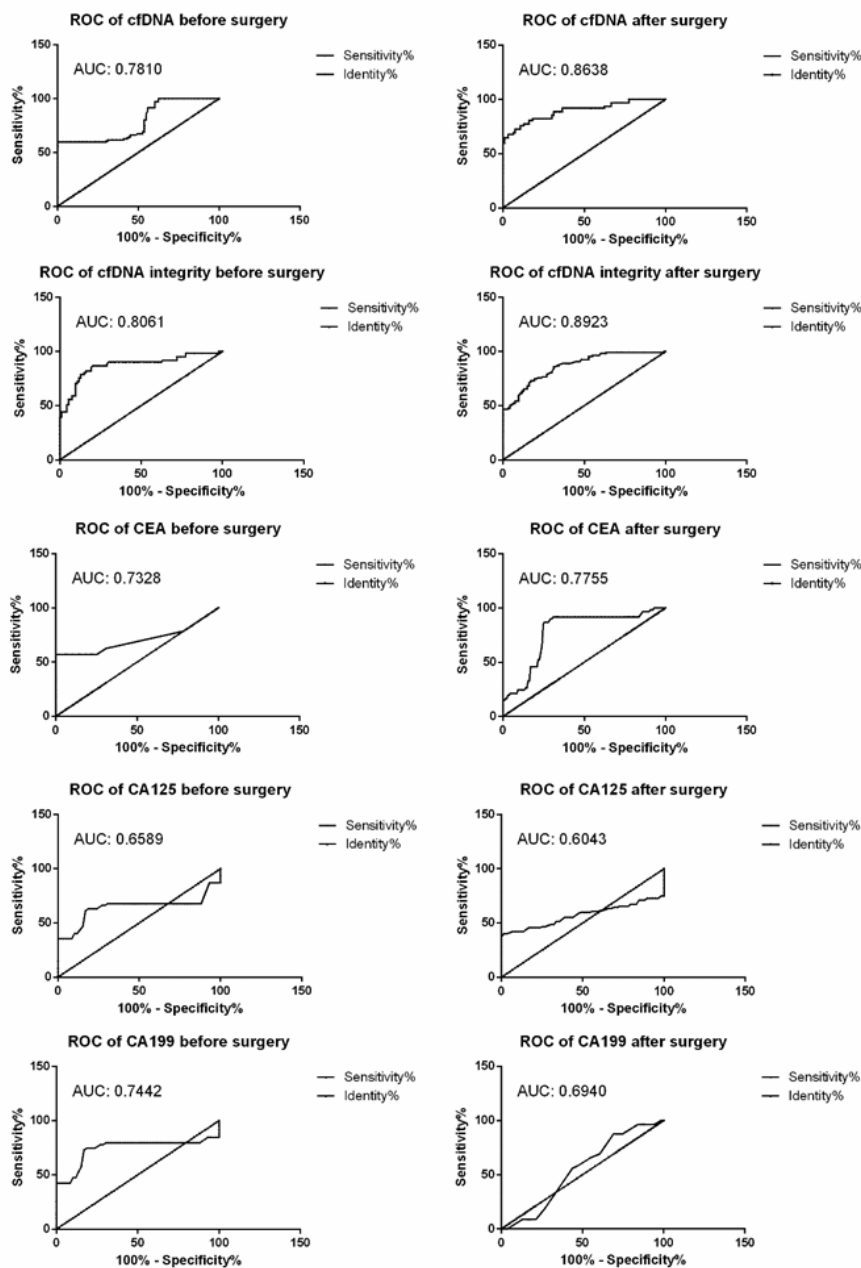 ROC of cfDNA before surgery
150
100
50
0
Sensitivity%
AUC: 0.7810
Sensitivity%
Identity%
0 50 100 150
100% - Specificity%
ROC of cfDNA after surgery
150
100
50
0
Sensitivity%
AUC: 0.8638
Sensitivity%
Identity%
0 50 100 150
100% - Specificity%
ROC of cfDNA integrity before surgery
150
100
50
0
Sensitivity%
AUC: 0.8061
Sensitivity%
Identity%
0 50 100 150
100% - Specificity%
ROC of cfDNA integrity after surgery
150
100
50
0
Sensitivity%
AUC: 0.8923
Sensitivity%
Identity%
0 50 100 150
100% - Specificity%
ROC of CEA before surgery
150
100
50
0
Sensitivity%
AUC: 0.7328
Sensitivity%
Identity%
0 50 100 150
100% - Specificity%
ROC of CEA after surgery
150
100
50
0
Sensitivity%
AUC: 0.7755
Sensitivity%
Identity%
0 50 100 150
100% - Specificity%
ROC of CA125 before surgery
150
100
50
0
Sensitivity%
AUC: 0.6589
Sensitivity%
Identity%
0 50 100 150
100% - Specificity%
ROC of CA125 after surgery
150
100
50
0
Sensitivity%
AUC: 0.6043
Sensitivity%
Identity%
0 50 100 150
100% - Specificity%
ROC of CA199 before surgery
150
100
50
0
Sensitivity%
AUC: 0.7442
Sensitivity%
Identity%
0 50 100 150
100% - Specificity%
ROC of CA199 after surgery
150
100
50
0
Sensitivity%
AUC: 0.6940
Sensitivity%
Identity%
0 50 100 150
100% - Specificity%